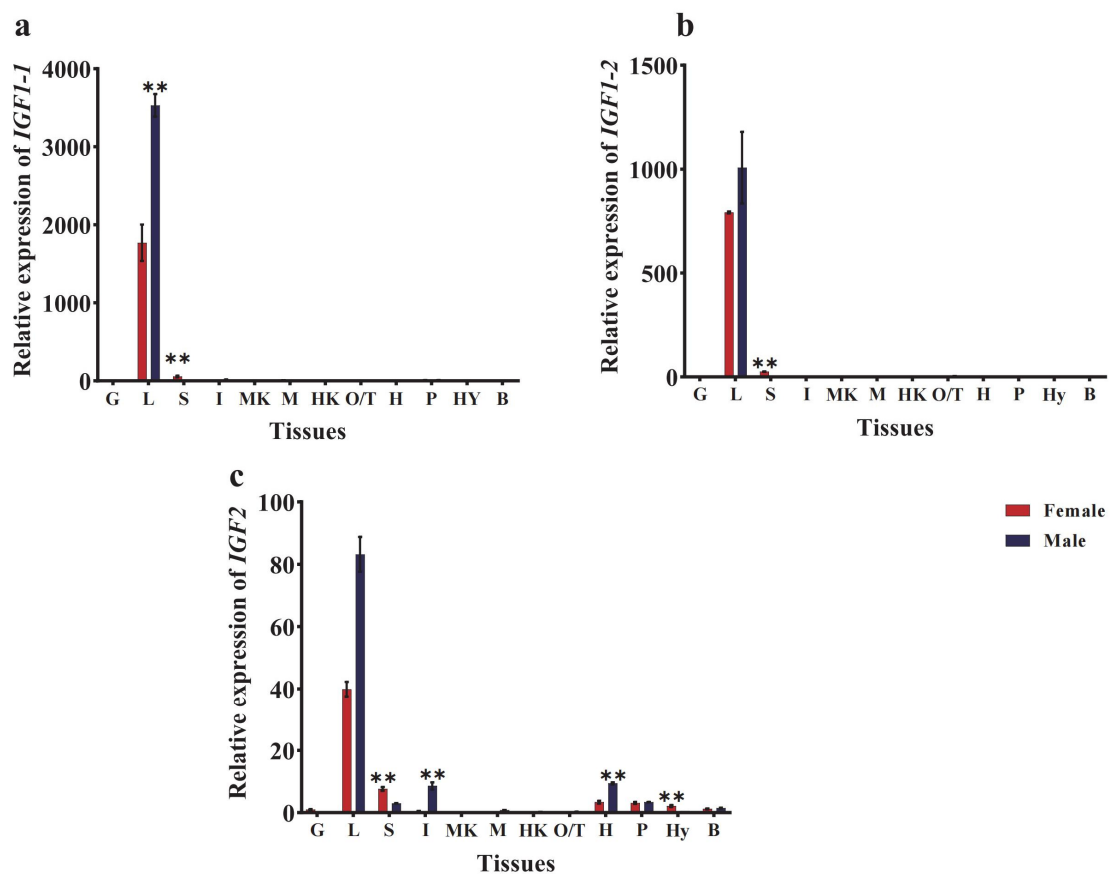 a
Relative expression of IGF1-1
4000
3000
2000
1000
0
**
**
G L S I MK M HK O/T H P HY B
Tissues
b
Relative expression of IGF1-2
1500
1000
500
0
**
G L S I MK M HK O/T H P Hy B
Tissues
c
Relative expression of IGF2
100
80
60
40
20
0
** ** ** **
G L S I MK M HK O/T H P Hy B
Tissues
Female
Male